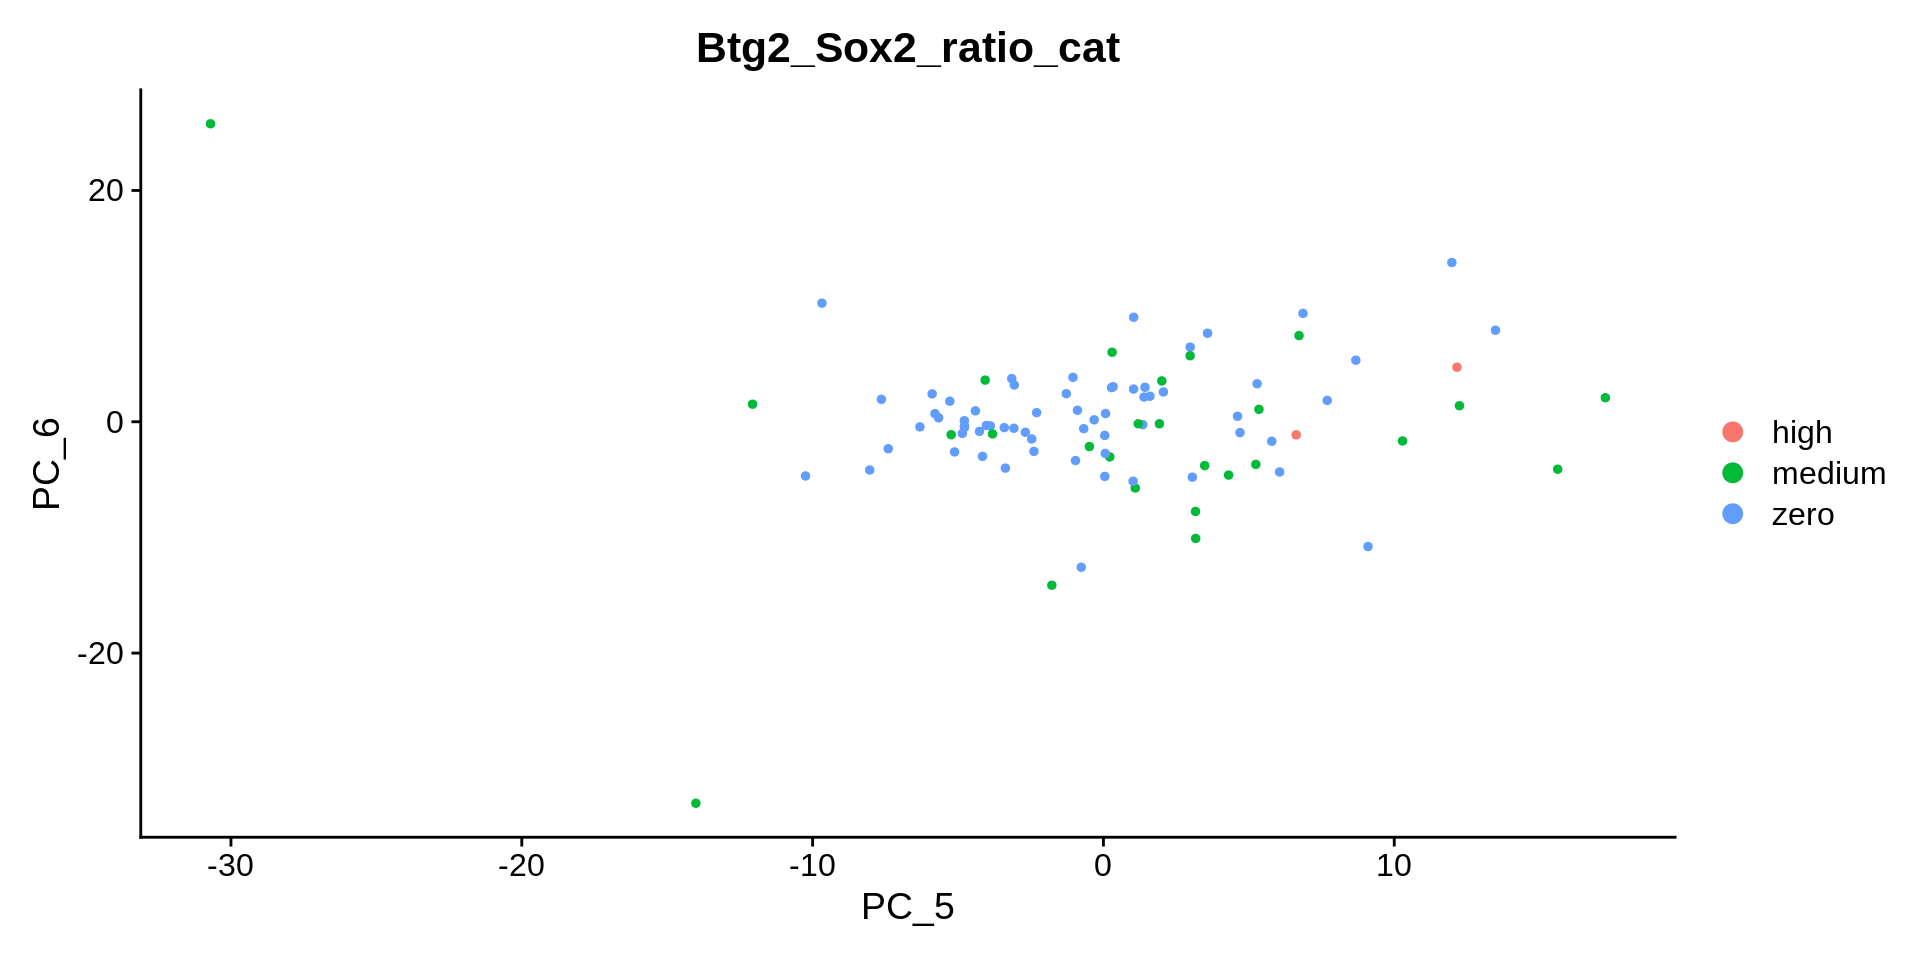 Btg2_Sox2_ratio_cat
20
0
-20
PC_6
-30
-20
-10
0
10
PC_5
high
medium
zero